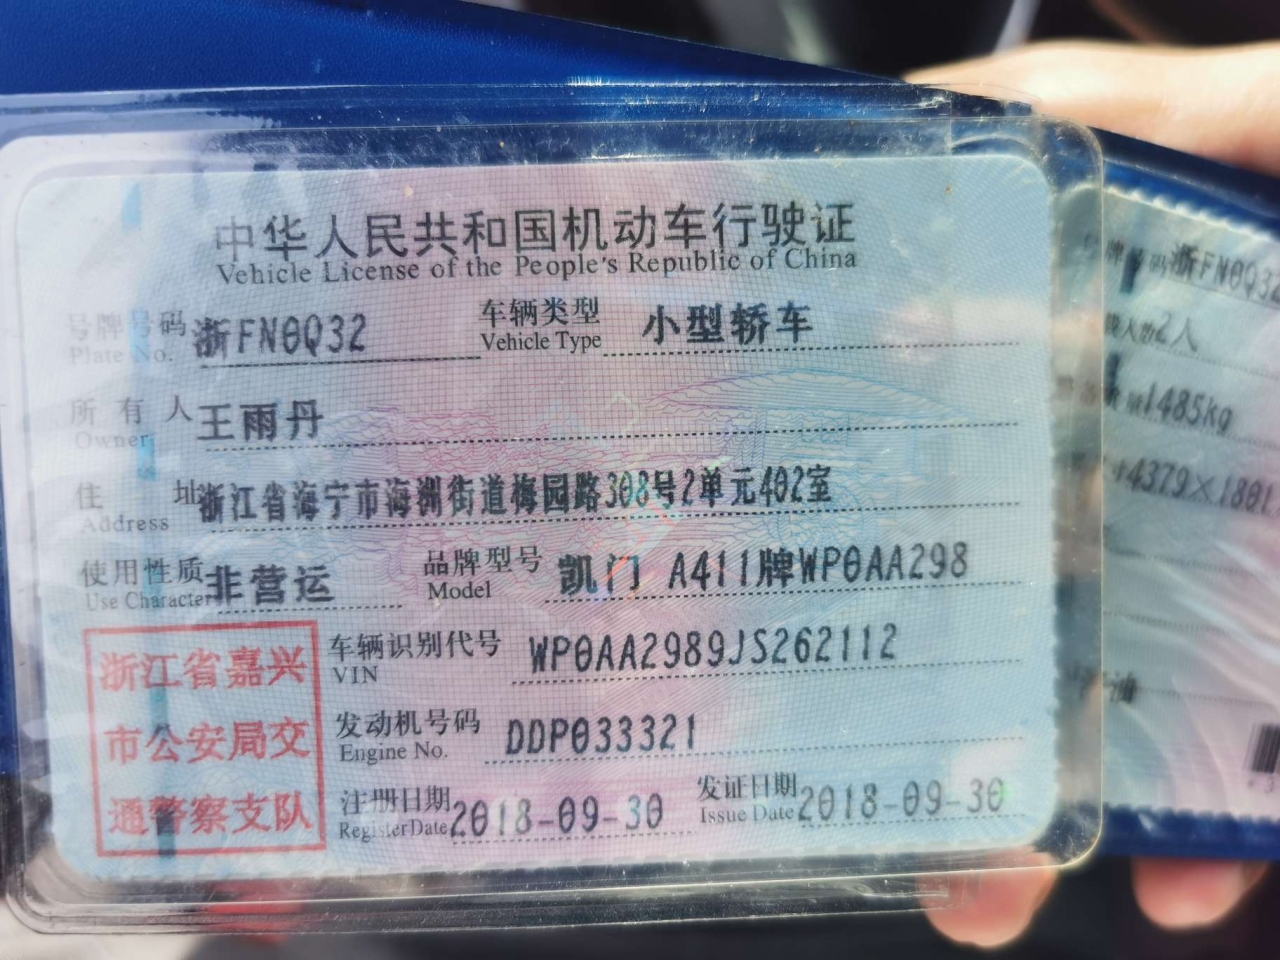 中华人民共和国机动车行驶证
Vehicle License of the People's Republic of China
号牌号码 浙FN0Q32 车辆类型 小型轿车
Plate No. Vehicle Type
所有人 王雨丹
Owner
住址 浙江省海宁市海洲街道梅园路308号2单元402室
Address
使用性质 非营运 品牌型号 凯门 A411牌WP0AA298
Use Character Model
浙江省嘉兴
市公安局交
通警察支队
车辆识别代号 WP0AA2989JS262112
VIN
发动机号码 DDP033321
Engine No.
注册日期 2018-09-30 发证日期 2018-09-30
Register Date Issue Date
号牌号码 浙FN0Q32
2人
1485kg
4379×1801
油